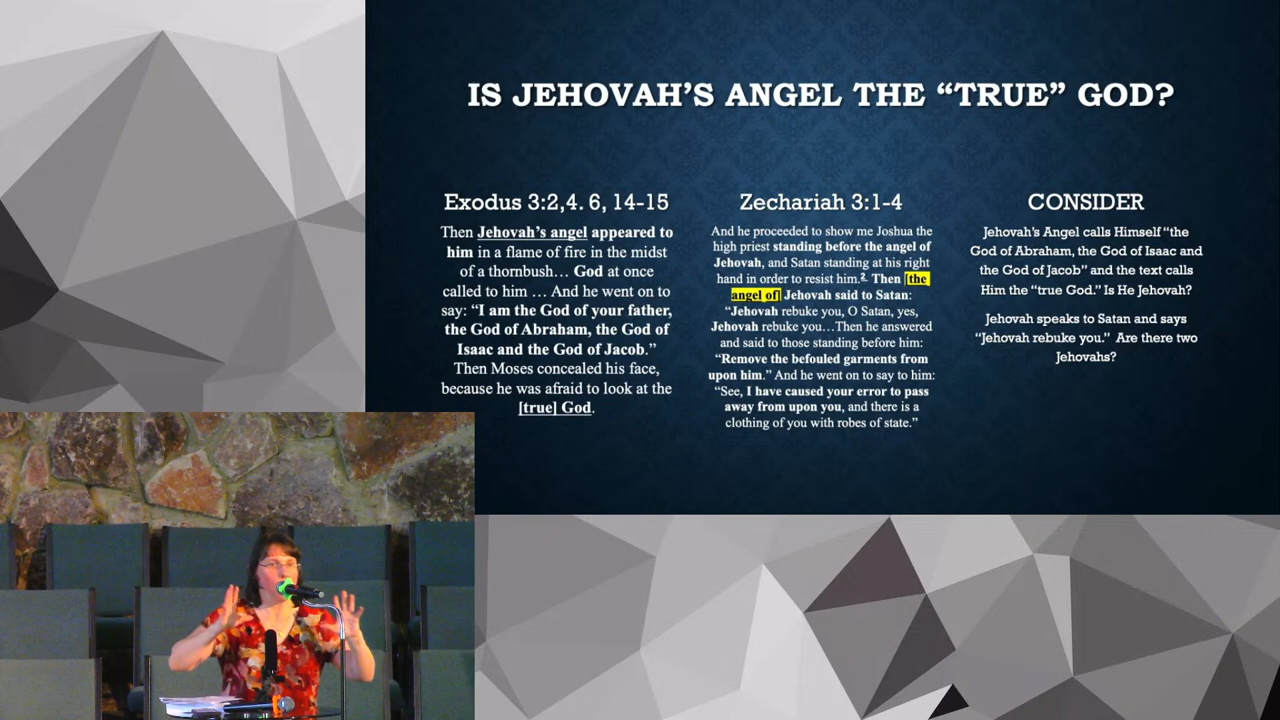 IS JEHOVAH'S ANGEL THE “TRUE” GOD?
Exodus 3:2,4. 6, 14-15
Then Jehovah's angel appeared to
him in a flame of fire in the midst
of a thornbush… God at once
called to him … And he went on to
say: “I am the God of your father,
the God of Abraham, the God of
Isaac and the God of Jacob.”
Then Moses concealed his face,
because he was afraid to look at the
[true] God.
Zechariah 3:1-4
And he proceeded to show me Joshua the
high priest standing before the angel of
Jehovah, and Satan standing at his right
hand in order to resist him.2 Then [the
angel of] Jehovah said to Satan:
“Jehovah rebuke you, O Satan, yes,
Jehovah rebuke you…Then he answered
and said to those standing before him:
“Remove the befouled garments from
upon him.” And he went on to say to him:
“See, I have caused your error to pass
away from upon you, and there is a
clothing of you with robes of state.”
CONSIDER
Jehovah's Angel calls Himself “the
God of Abraham, the God of Isaac and
the God of Jacob” and the text calls
Him the “true God.” Is He Jehovah?
Jehovah speaks to Satan and says
“Jehovah rebuke you.” Are there two
Jehovahs?